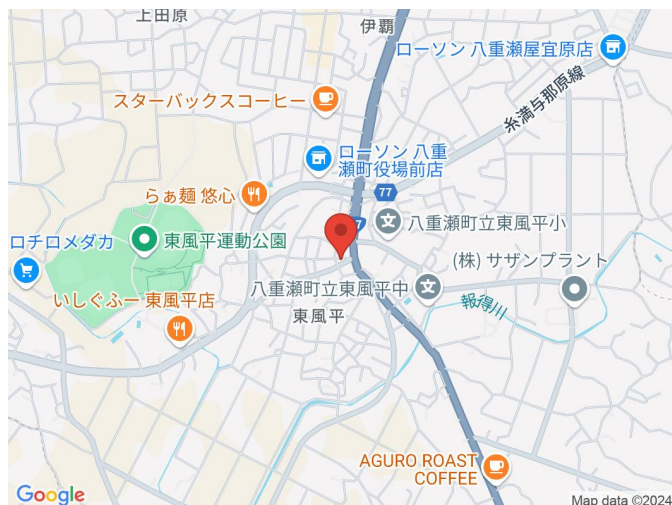 上田原
伊覇
ローソン 八重瀬屋宜原店
スターバックスコーヒー
糸満与那原線
ローソン 八重
瀬町役場前店
77
らぁ麺 悠心
7
八重瀬町立東風平小
ロチロメダカ
東風平運動公園
(株) サザンプラント
八重瀬町立東風平中
いしぐふー 東風平店
東風平
報得川
AGURO ROAST
COFFEE
Google
Map data ©2024